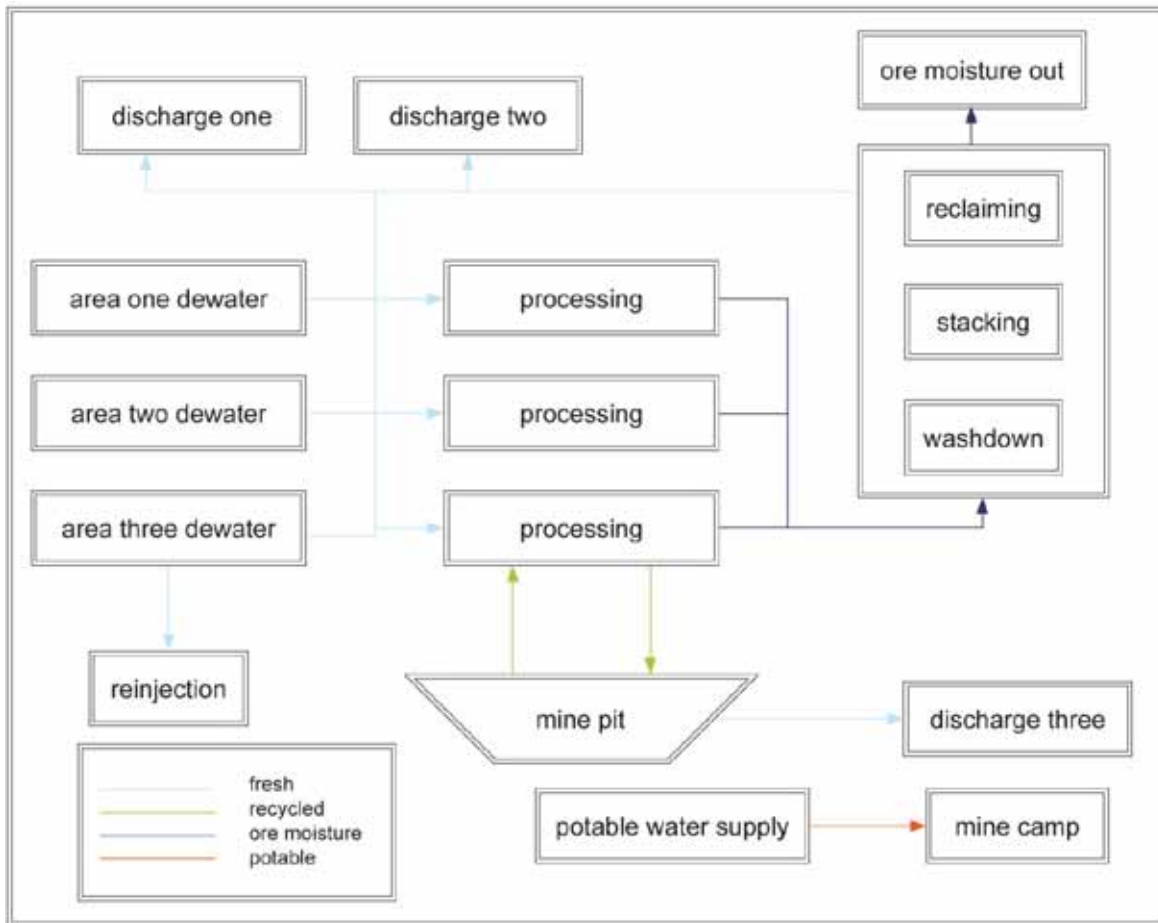 ore moisture out
discharge one
discharge two
reclaiming
area one dewater
processing
stacking
area two dewater
processing
washdown
area three dewater
processing
reinjection
mine pit
discharge three
fresh
recycled
ore moisture
potable
potable water supply
mine camp